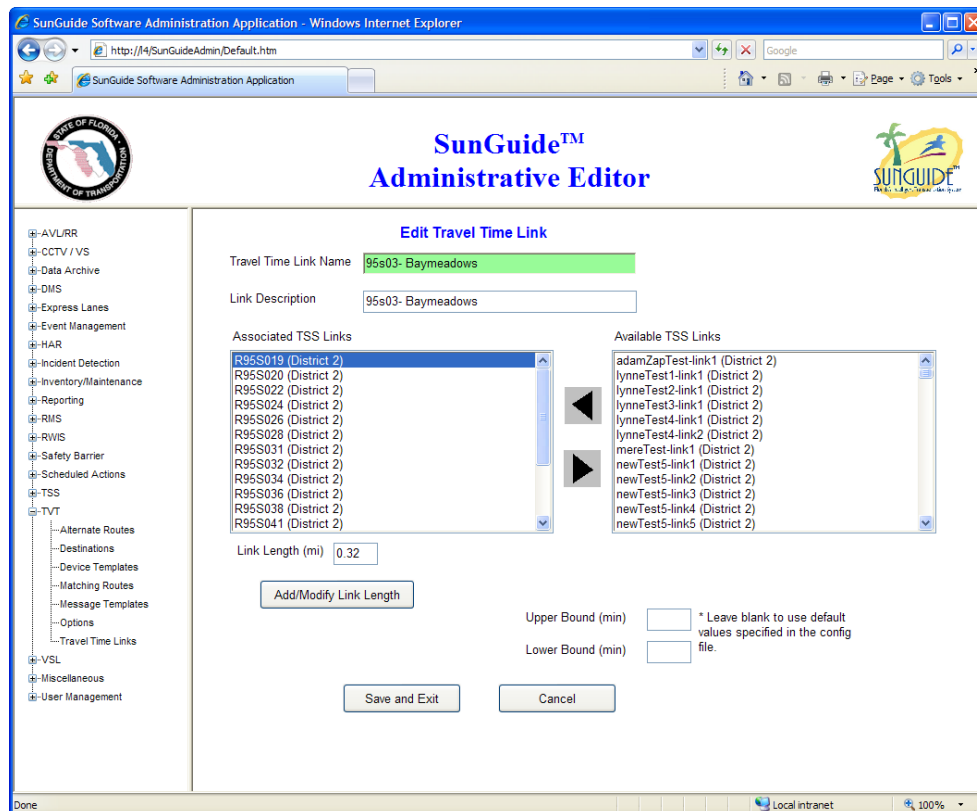 SunGuide Software Administration Application - Windows Internet Explorer
http://l4/SunGuideAdmin/Default.htm
Google
SunGuide Software Administration Application
Page
Tools
STATE OF FLORIDA
DEPARTMENT OF TRANSPORTATION
SunGuide™
Administrative Editor
SUNGUIDE™
AVL/RR
CCTV / VS
Data Archive
DMS
Express Lanes
Event Management
HAR
Incident Detection
Inventory/Maintenance
Reporting
RMS
RWIS
Safety Barrier
Scheduled Actions
TSS
TVT
Alternate Routes
Destinations
Device Templates
Matching Routes
Message Templates
Options
Travel Time Links
VSL
Miscellaneous
User Management
Edit Travel Time Link
Travel Time Link Name
95s03- Baymeadows
Link Description
95s03- Baymeadows
Associated TSS Links
R95S019 (District 2)
R95S020 (District 2)
R95S022 (District 2)
R95S024 (District 2)
R95S026 (District 2)
R95S028 (District 2)
R95S031 (District 2)
R95S032 (District 2)
R95S034 (District 2)
R95S036 (District 2)
R95S038 (District 2)
R95S041 (District 2)
Available TSS Links
adamZapTest-link1 (District 2)
lynneTest1-link1 (District 2)
lynneTest2-link1 (District 2)
lynneTest3-link1 (District 2)
lynneTest4-link1 (District 2)
lynneTest4-link2 (District 2)
mereTest-link1 (District 2)
newTest5-link1 (District 2)
newTest5-link2 (District 2)
newTest5-link3 (District 2)
newTest5-link4 (District 2)
newTest5-link5 (District 2)
Link Length (mi)
0.32
Add/Modify Link Length
Upper Bound (min)
Lower Bound (min)
* Leave blank to use default
values specified in the config
file.
Save and Exit
Cancel
Done
Local intranet
100%